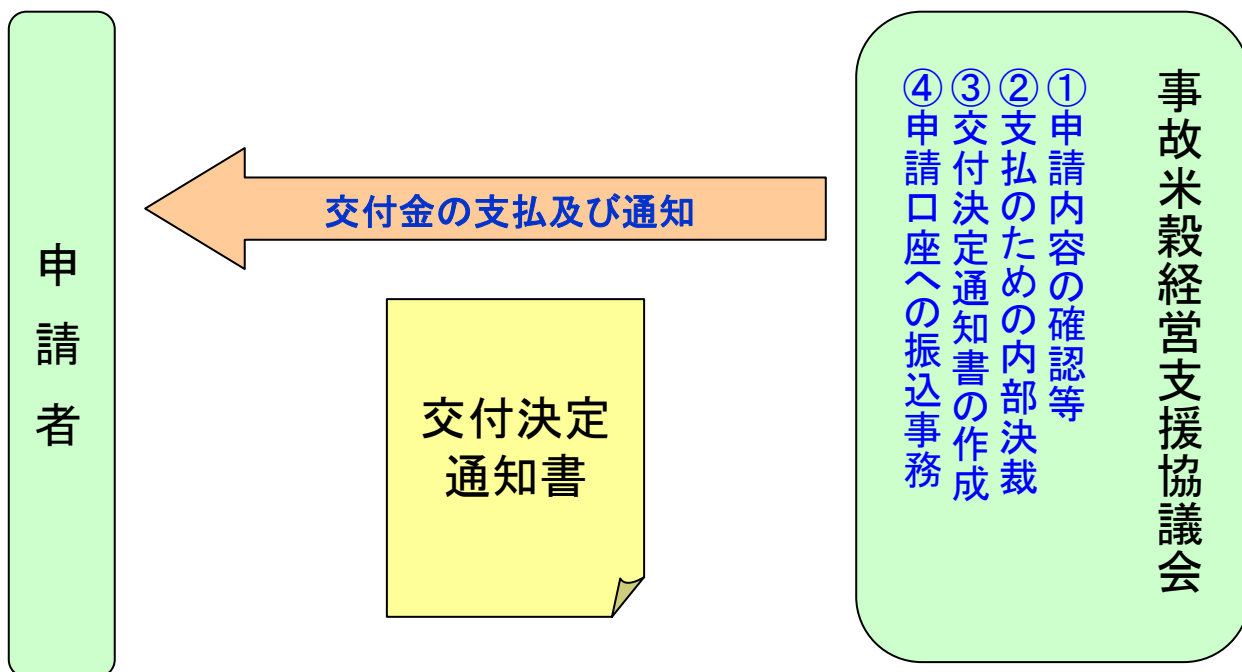 事故米穀経営支援協議会
①申請内容の確認等
②支払のための内部決裁
③交付決定通知書の作成
④申請口座への振込事務
交付金の支払及び通知
交付決定
通知書
申請者